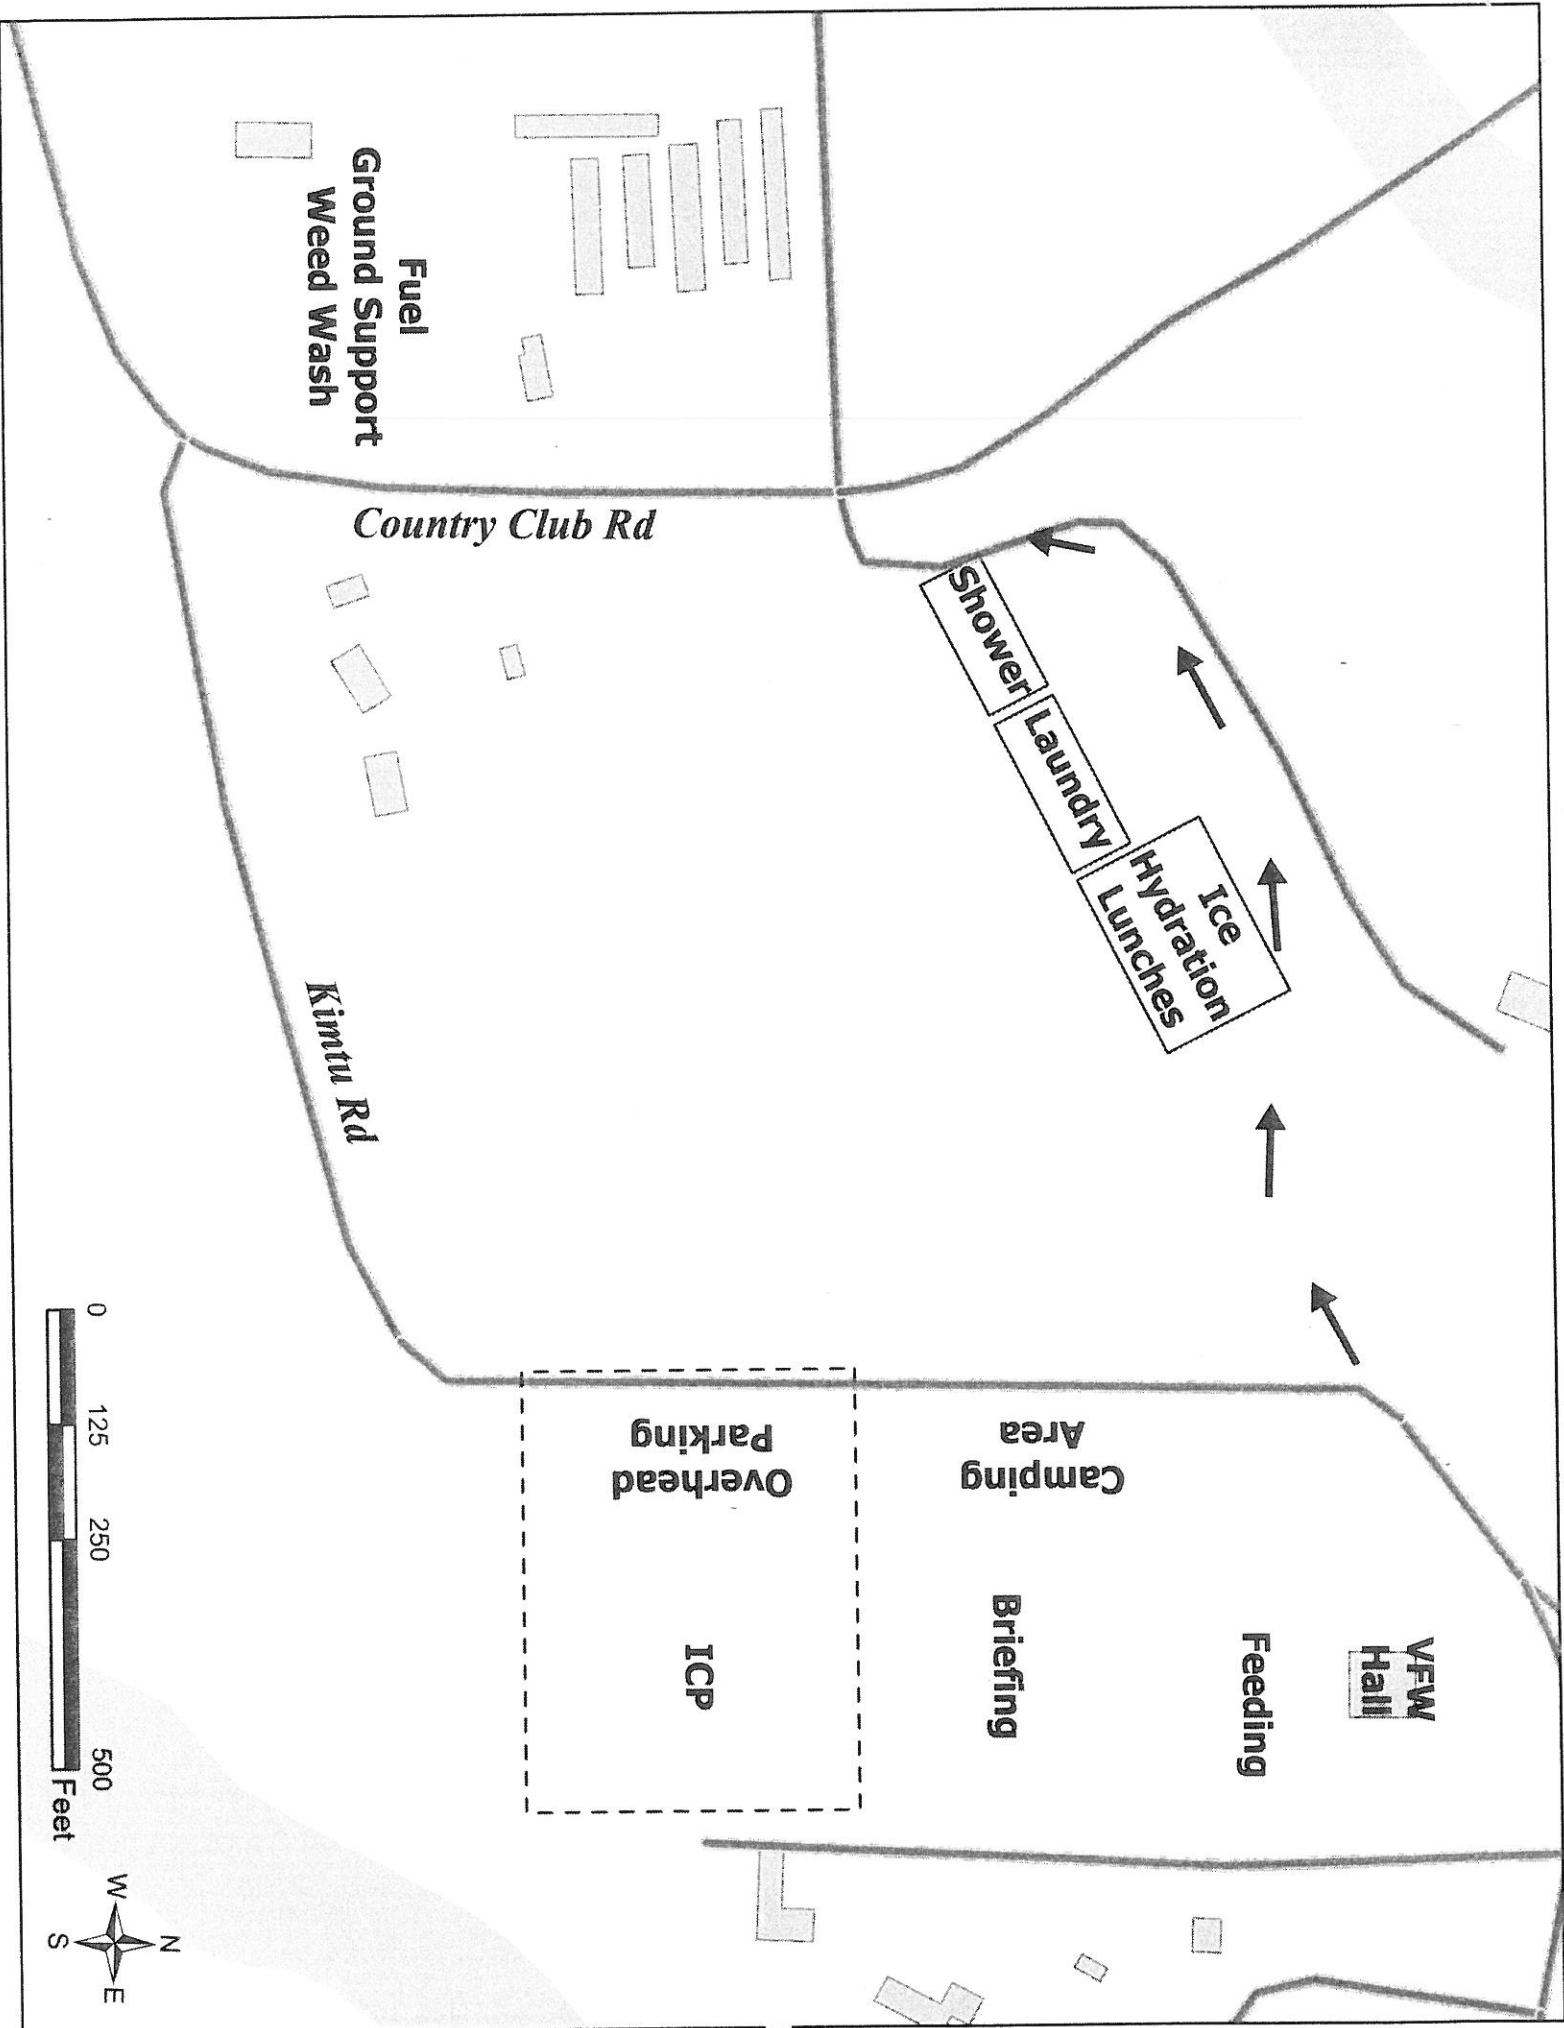 VFW
Hall
Feeding
Briefing
Camping
Area
ICP
Overhead
Parking
Ice
Hydration
Lunches
Laundry
Shower
Country Club Rd
Kimtu Rd
Fuel
Ground Support
Weed Wash
0 125 250 500
Feet
N
W E
S